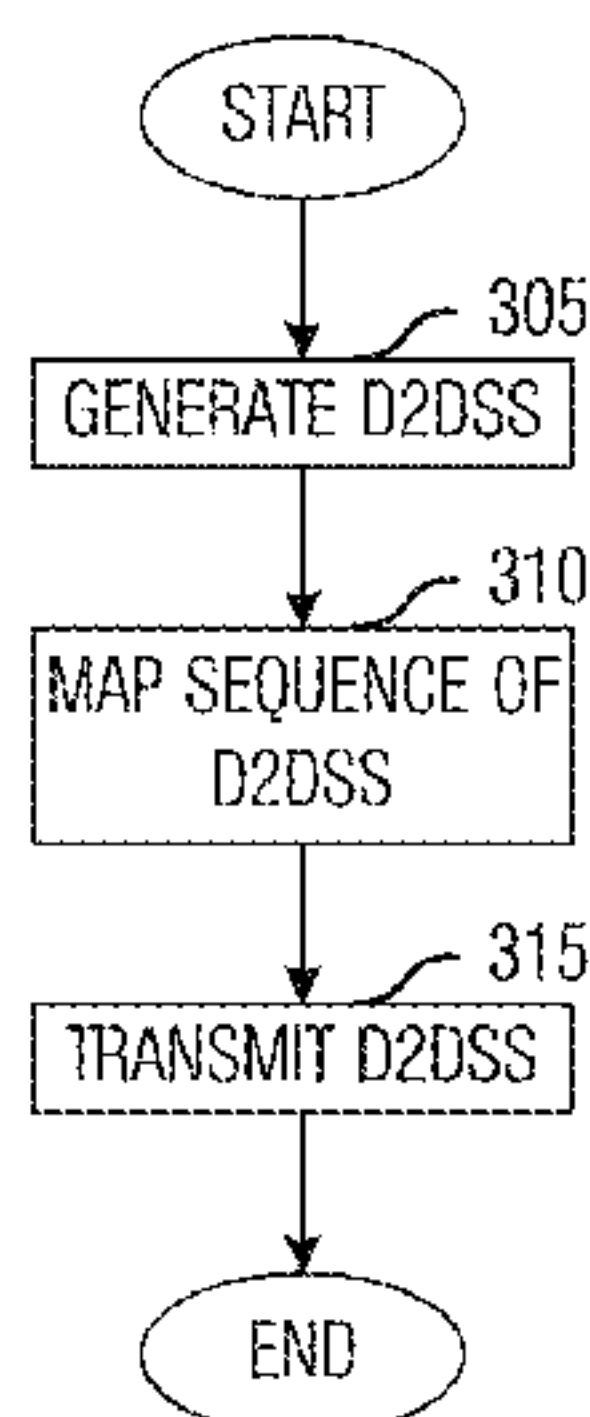 START
305
GENERATE D2DSS
310
MAP SEQUENCE OF
D2DSS
315
TRANSMIT D2DSS
END